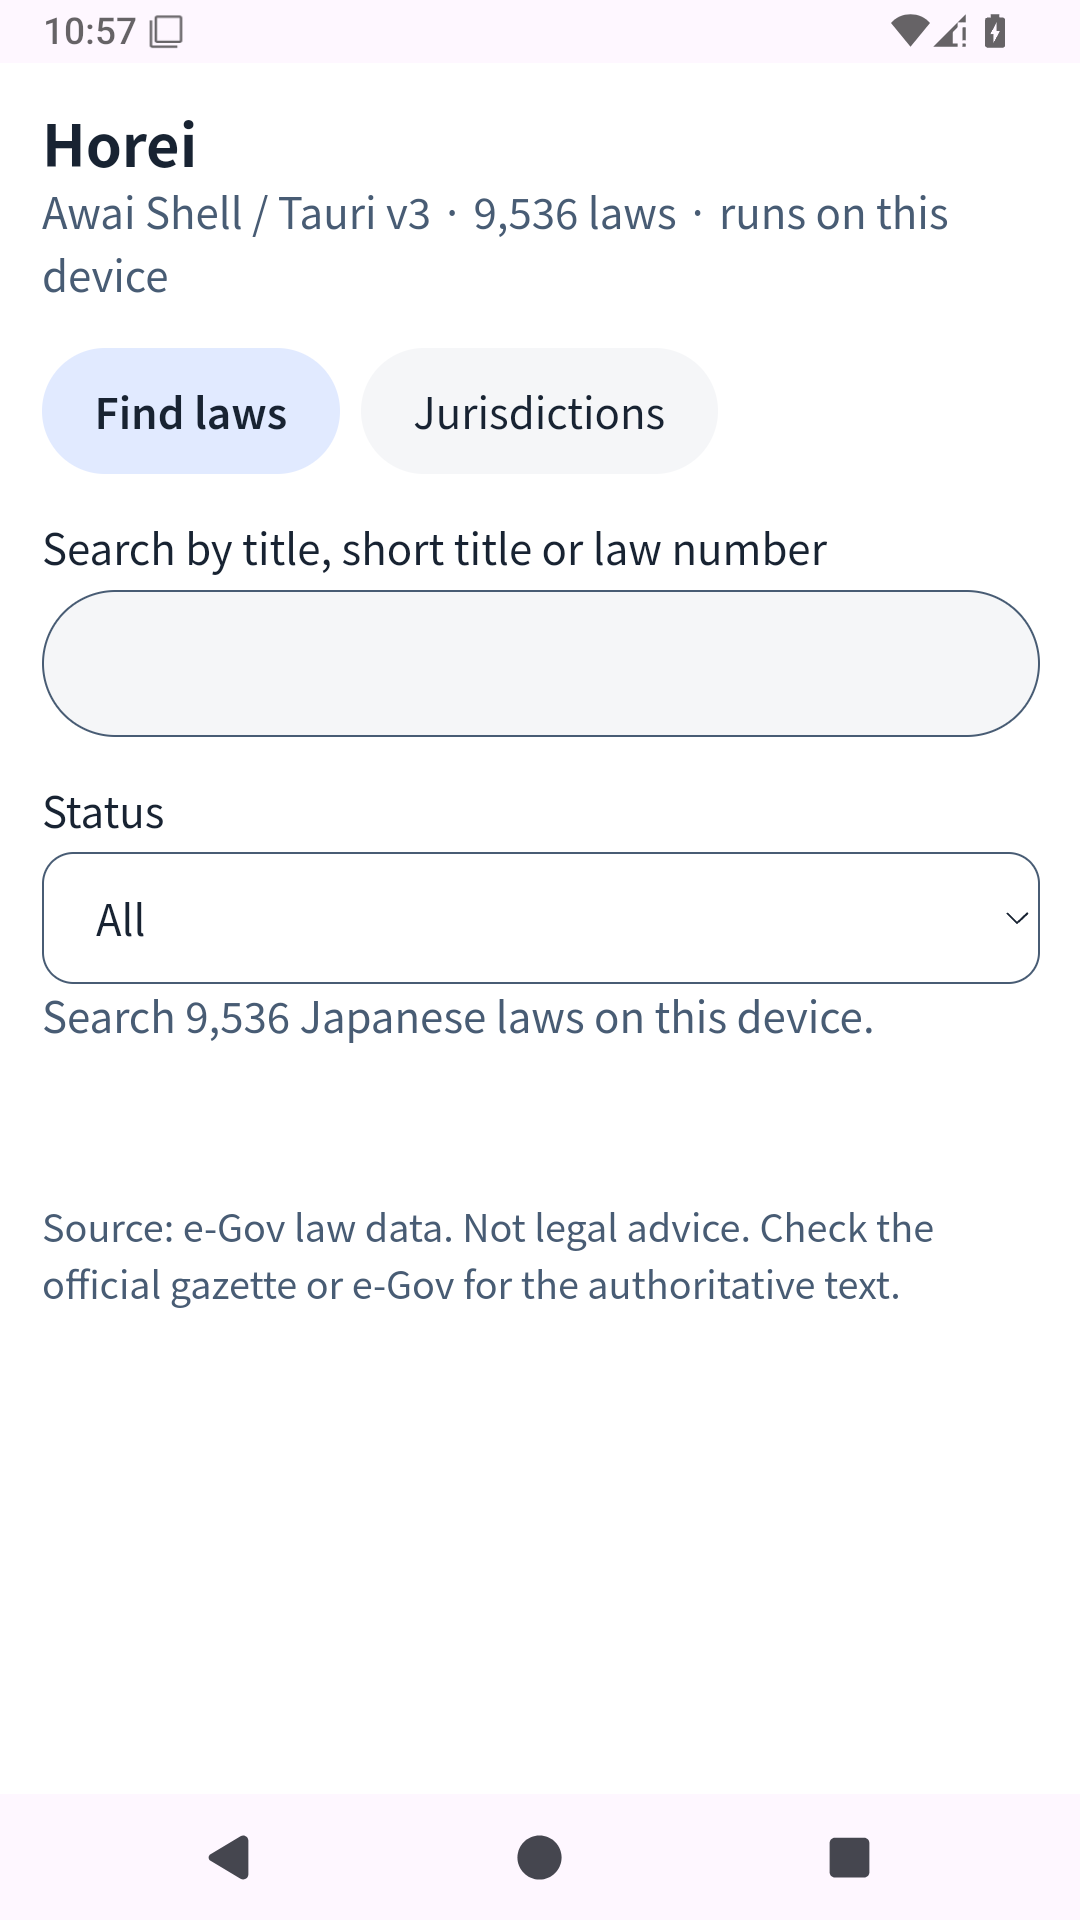 10:57
Horei
Awai Shell / Tauri v3 · 9,536 laws · runs on this
device
Find laws
Jurisdictions
Search by title, short title or law number
Status
All
Search 9,536 Japanese laws on this device.
Source: e-Gov law data. Not legal advice. Check the
official gazette or e-Gov for the authoritative text.